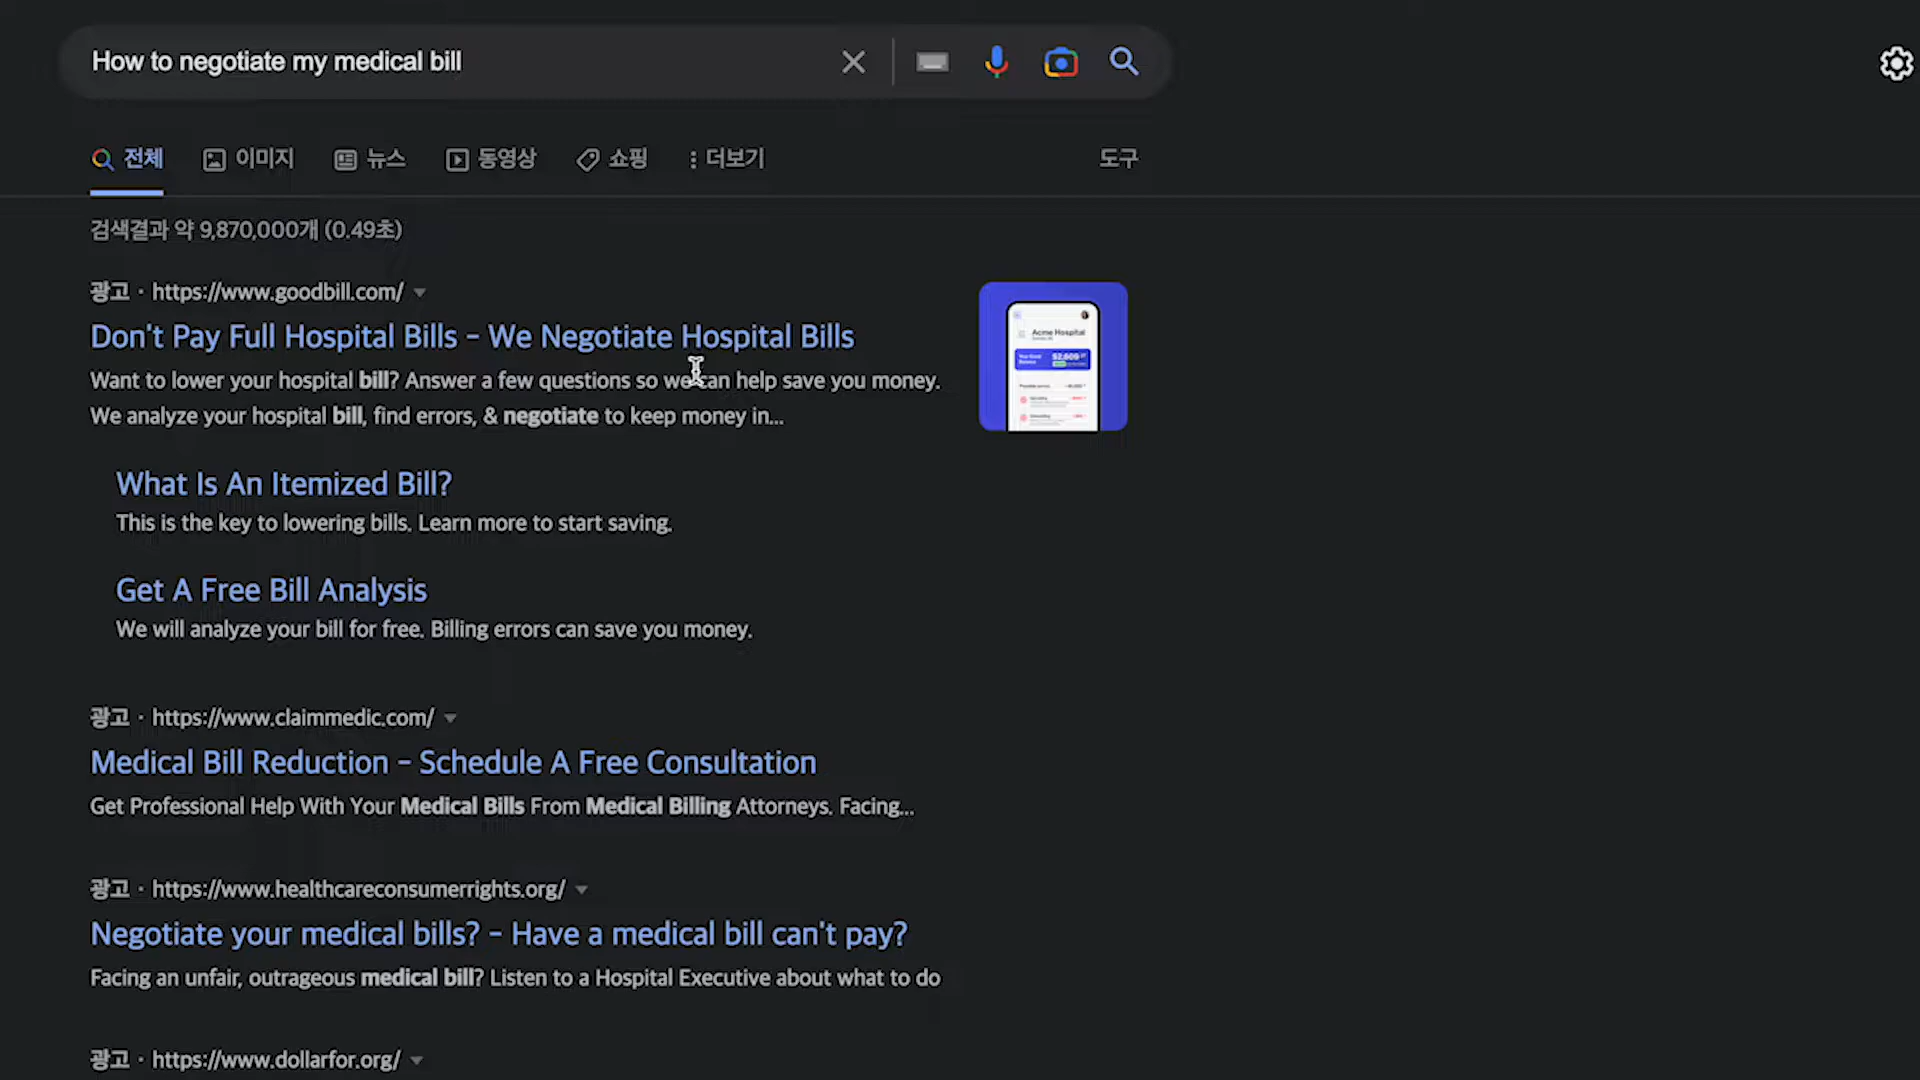 How to negotiate my medical bill
전체 이미지 뉴스 동영상 쇼핑 더보기 도구
검색결과 약 9,870,000개 (0.49초)
광고 · https://www.goodbill.com/
Don't Pay Full Hospital Bills - We Negotiate Hospital Bills
Want to lower your hospital bill? Answer a few questions so we can help save you money.
We analyze your hospital bill, find errors, & negotiate to keep money in...
Acme Hospital
$2,609
What Is An Itemized Bill?
This is the key to lowering bills. Learn more to start saving.
Get A Free Bill Analysis
We will analyze your bill for free. Billing errors can save you money.
광고 · https://www.claimmedic.com/
Medical Bill Reduction - Schedule A Free Consultation
Get Professional Help With Your Medical Bills From Medical Billing Attorneys. Facing...
광고 · https://www.healthcareconsumerrights.org/
Negotiate your medical bills? - Have a medical bill can't pay?
Facing an unfair, outrageous medical bill? Listen to a Hospital Executive about what to do
광고 · https://www.dollarfor.org/